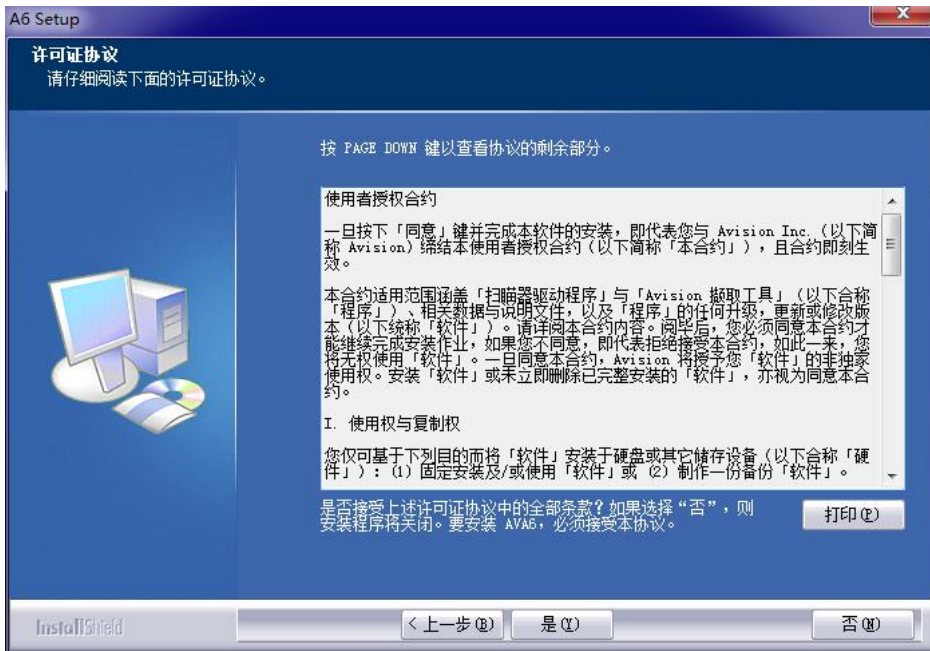 A6 Setup
许可证协议
请仔细阅读下面的许可证协议。
按 PAGE DOWN 键以查看协议的剩余部分。
使用者授权合约
一旦按下「同意」键并完成本软件的安装，即代表您与 Avision Inc.（以下简
称 Avision）缔结本使用者授权合约（以下简称「本合约」），且合约即刻生
效。
本合约适用范围涵盖「扫瞄器驱动程序」与「Avision 撷取工具」（以下合称
「程序」）、相关数据与说明文件，以及「程序」的任何升级，更新或修改版
本（以下统称「软件」）。请详阅本合约内容。阅毕后，您必须同意本合约才
能继续完成安装作业，如果您不同意，即代表拒绝接受本合约，如此一来，您
将无权使用「软件」。一旦同意本合约，Avision 将授予您「软件」的非独家
使用权。安装「软件」或未立即删除已完整安装的「软件」，亦视为同意本合
约。
I. 使用权与复制权
您仅可基于下列目的而将「软件」安装于硬盘或其它储存设备（以下合称「硬
件」）：(1) 固定安装及/或使用「软件」或 (2) 制作一份备份「软件」。
是否接受上述许可证协议中的全部条款？如果选择“否”，则
安装程序将关闭。要安装 AVA6，必须接受本协议。
打印(P)
InstallShield
< 上一步(B)
是(Y)
否(N)